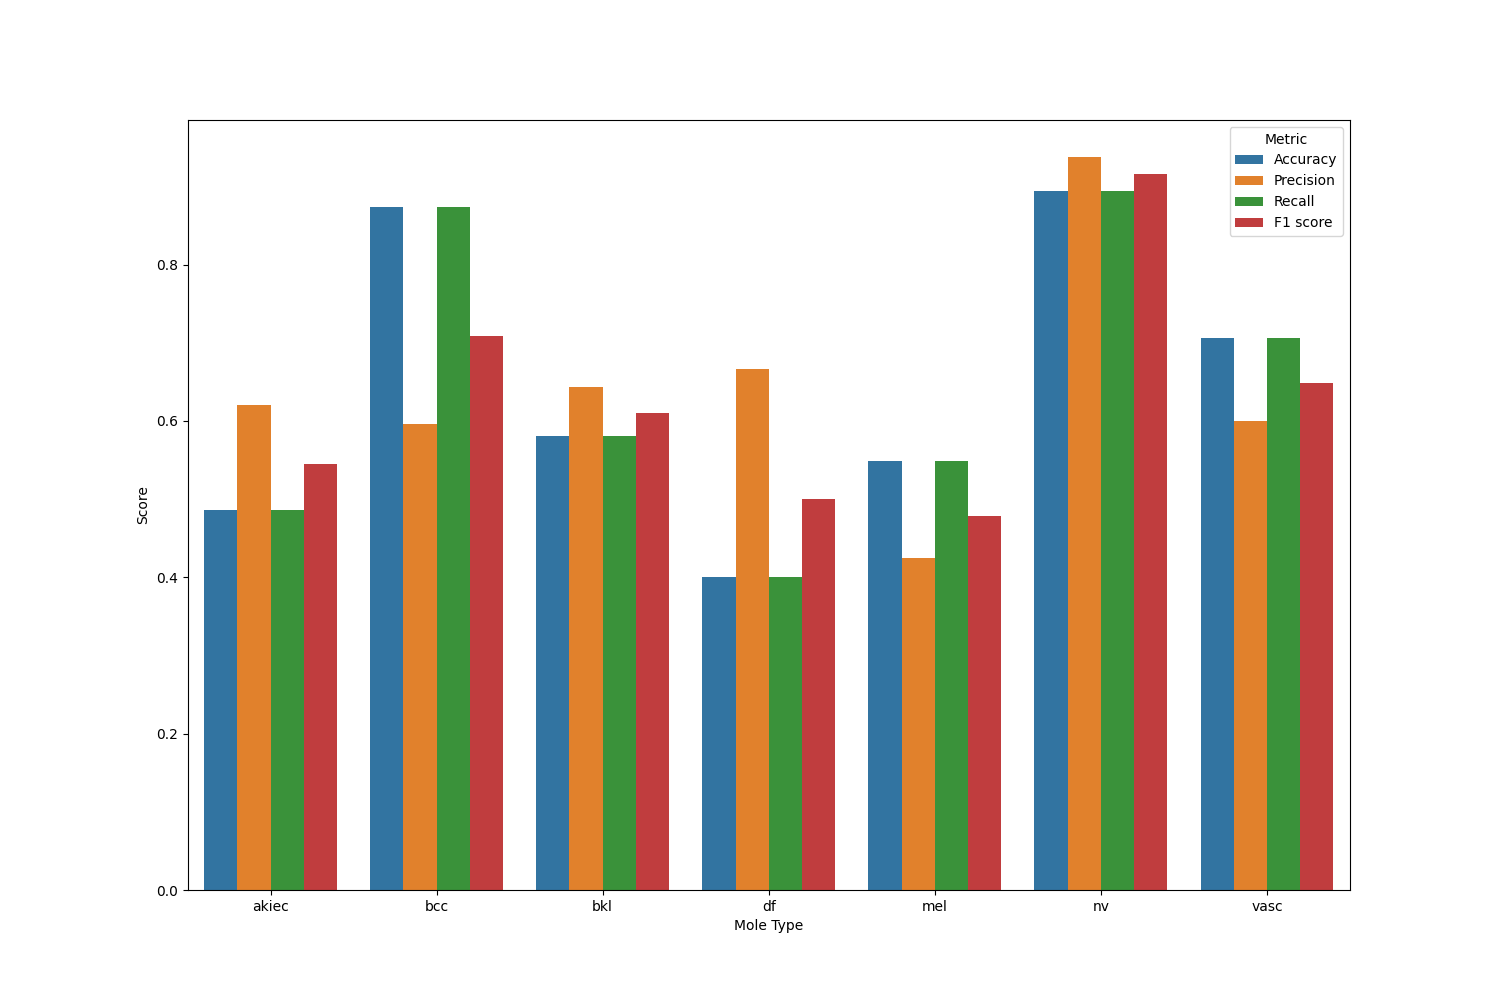 Metric
Accuracy
Precision
Recall
F1 score
0.8
0.6
0.4
0.2
0.0
Score
akiec bcc bkl df mel nv vasc
Mole Type